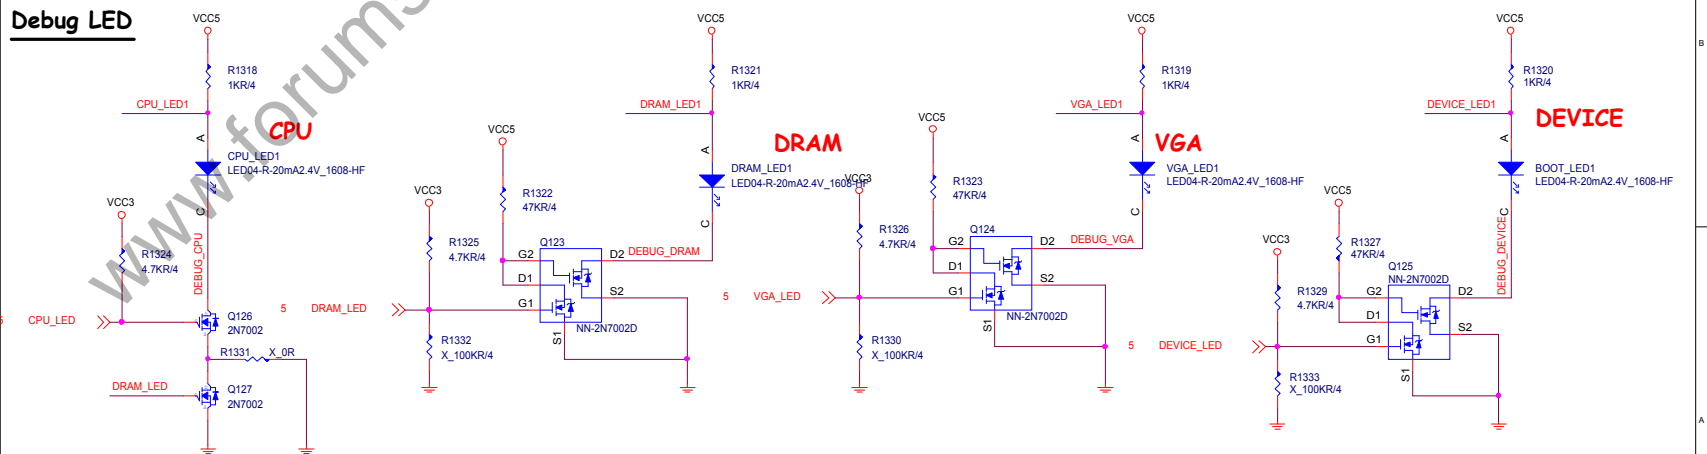 Debug LED
www.forums
VCC5
R1318
1KR/4
CPU_LED1
CPU
A
CPU_LED1
LED04-R-20mA2.4V_1608-HF
C
VCC3
R1324
4.7KR/4
DEBUG_CPU
CPU_LED
Q126
2N7002
R1331
X_0R
DRAM_LED
Q127
2N7002
VCC5
R1321
1KR/4
DRAM_LED1
DRAM
A
DRAM_LED1
LED04-R-20mA2.4V_1608-HF
C
VCC5
R1322
47KR/4
VCC3
R1325
4.7KR/4
5
DRAM_LED
Q123
G2
D2
DEBUG_DRAM
D1
G1
S2
S1
NN-2N7002D
R1332
X_100KR/4
VCC5
R1319
1KR/4
VGA_LED1
VGA
A
VGA_LED1
LED04-R-20mA2.4V_1608-HF
C
VCC5
R1323
47KR/4
VCC3
R1326
4.7KR/4
5
VGA_LED
Q124
G2
D2
DEBUG_VGA
D1
G1
S2
S1
NN-2N7002D
R1330
X_100KR/4
VCC5
R1320
1KR/4
DEVICE_LED1
DEVICE
A
BOOT_LED1
LED04-R-20mA2.4V_1608-HF
C
DEBUG_DEVICE
VCC5
R1327
47KR/4
VCC3
R1329
4.7KR/4
5
DEVICE_LED
Q125
NN-2N7002D
G2
D2
D1
G1
S2
S1
R1333
X_100KR/4
B
A